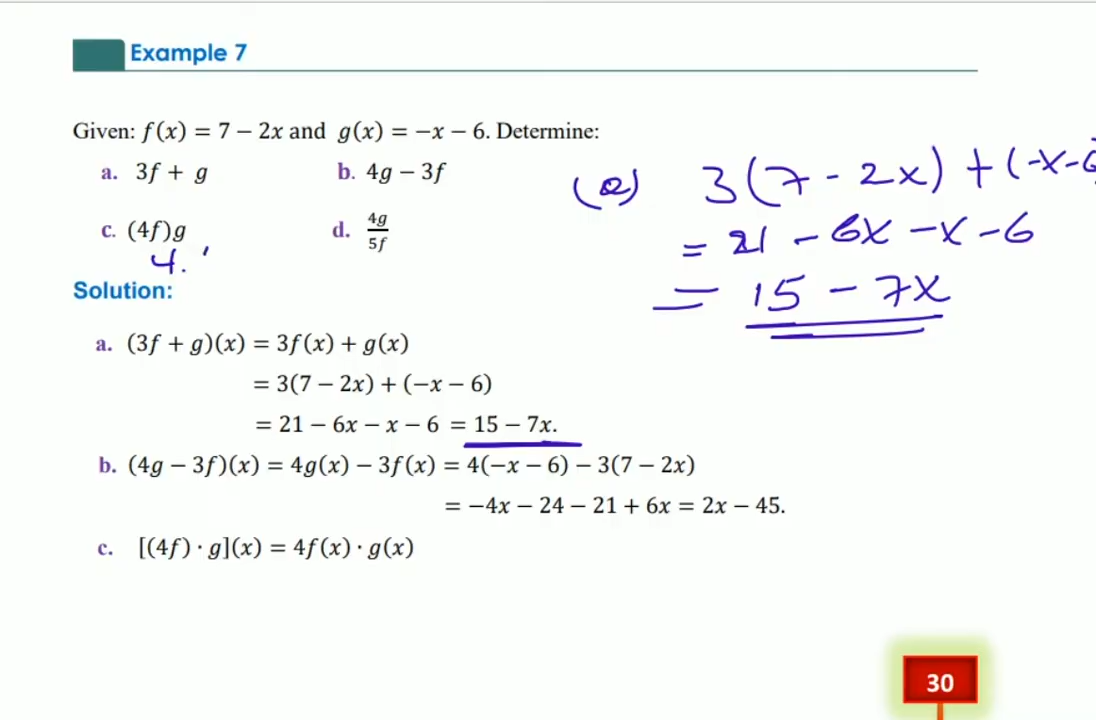 Example 7
Given: f(x) = 7 − 2x and g(x) = −x − 6. Determine:
a. 3f + g b. 4g − 3f
(a) 3(7 - 2x) + (-x-6
c. (4f)g d. 4g/5f
= 21 - 6x - x - 6
4.
Solution:
= 15 - 7x
a. (3f + g)(x) = 3f(x) + g(x)
= 3(7 − 2x) + (−x − 6)
= 21 − 6x − x − 6 = 15 − 7x.
b. (4g − 3f)(x) = 4g(x) − 3f(x) = 4(−x − 6) − 3(7 − 2x)
= −4x − 24 − 21 + 6x = 2x − 45.
c. [(4f) · g](x) = 4f(x) · g(x)
30